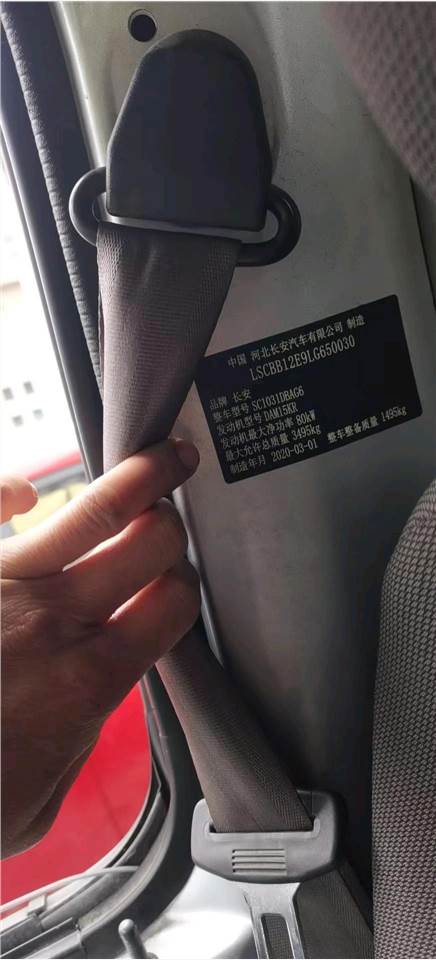 中国 河北长安汽车有限公司 制造
LSCBB12E9LG650030
品牌 长安
整车型号 SC1031DBAG6
发动机型号 DAM15KR
发动机最大净功率 80kW
最大允许总质量 3495kg 整车整备质量 1495kg
制造年月 2020-03-01